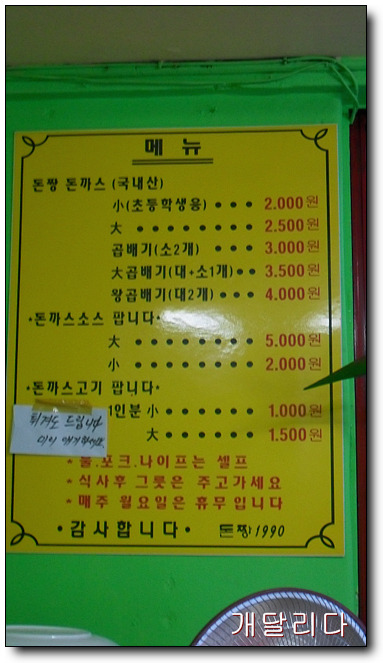 메 뉴
돈짱 돈까스 (국내산)
小(초등학생용) • • • 2.000원
大 • • • • • • • • 2.500원
곱배기(소2개) • • • 3.000원
大곱배기(대+소1개) • • 3.500원
왕곱배기(대2개) • • • • 4.000원
*돈까스소스 팝니다*
大 • • • • • • • • 5.000원
小 • • • • • • • • 2.000원
*돈까스고기 팝니다*
튀겨도 드립니다
미리
1인분 小 • • • • • 1.000원
大 • • • • • 1.500원
* 물.포크.나이프는 셀프
* 식사후 그릇은 주고가세요
* 매주 월요일은 휴무입니다
• 감사합니다 • 돈짱1990
개달리다